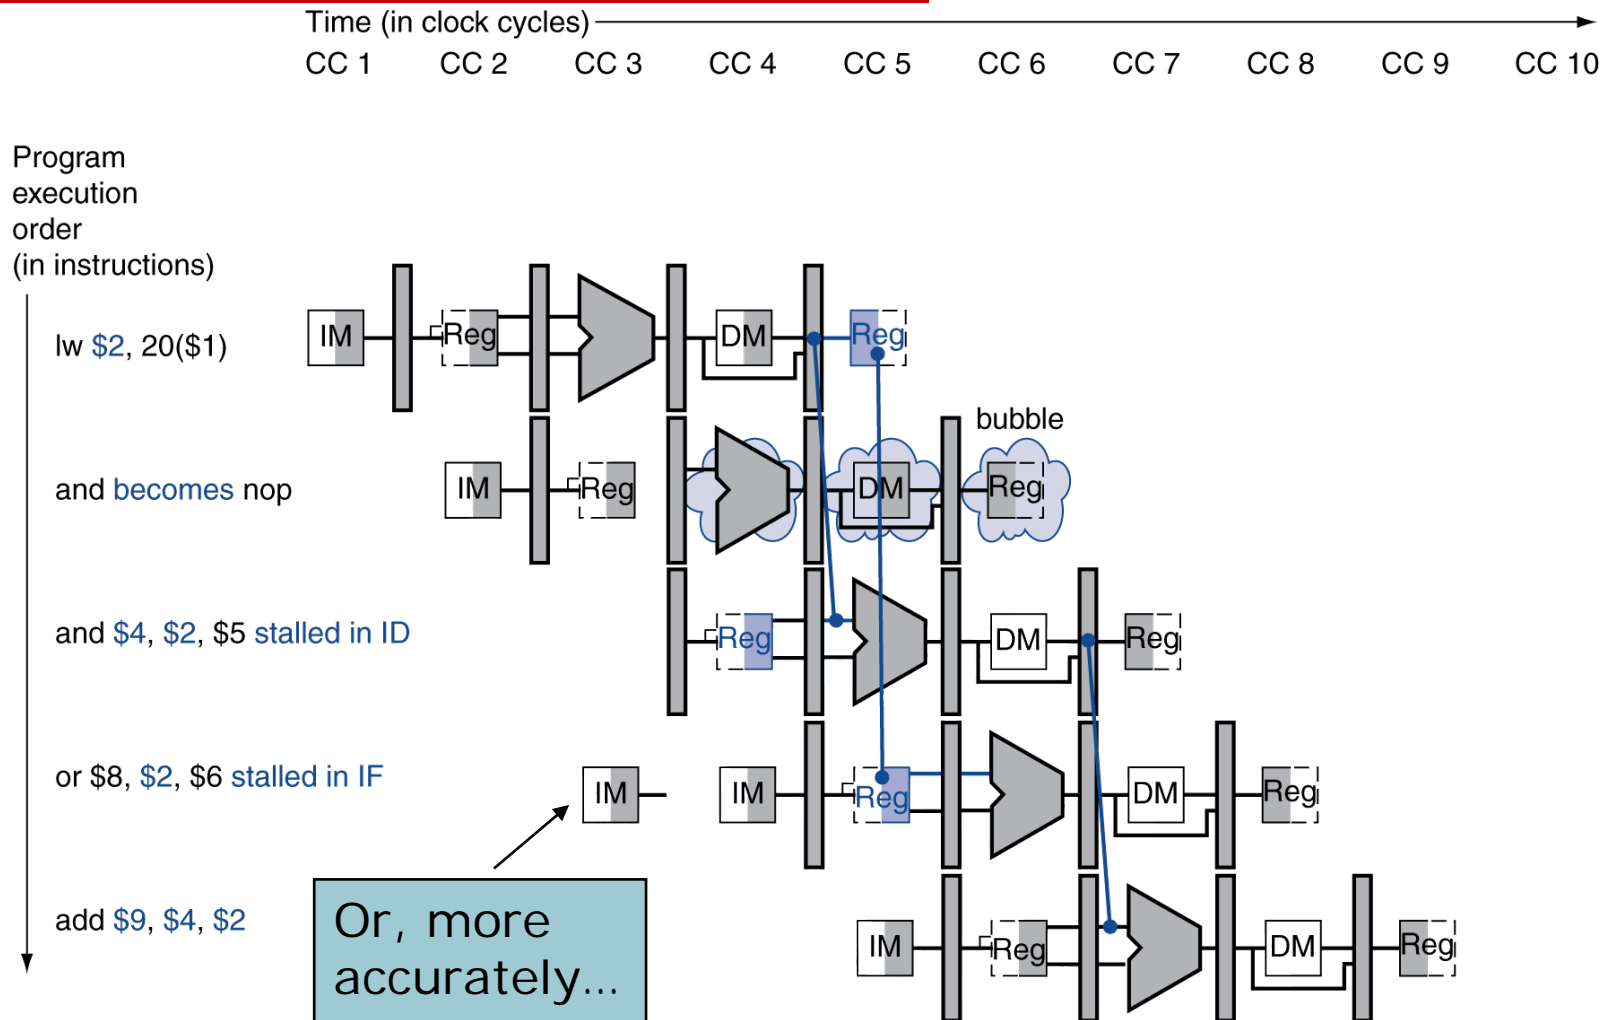 Time (in clock cycles)
CC 1 CC 2 CC 3 CC 4 CC 5 CC 6 CC 7 CC 8 CC 9 CC 10
Program
execution
order
(in instructions)
lw $2, 20($1)
IM Reg DM Reg
bubble
and becomes nop
IM Reg DM Reg
and $4, $2, $5 stalled in ID
Reg DM Reg
or $8, $2, $6 stalled in IF
IM IM Reg DM Reg
Or, more
accurately...
add $9, $4, $2
IM Reg DM Reg